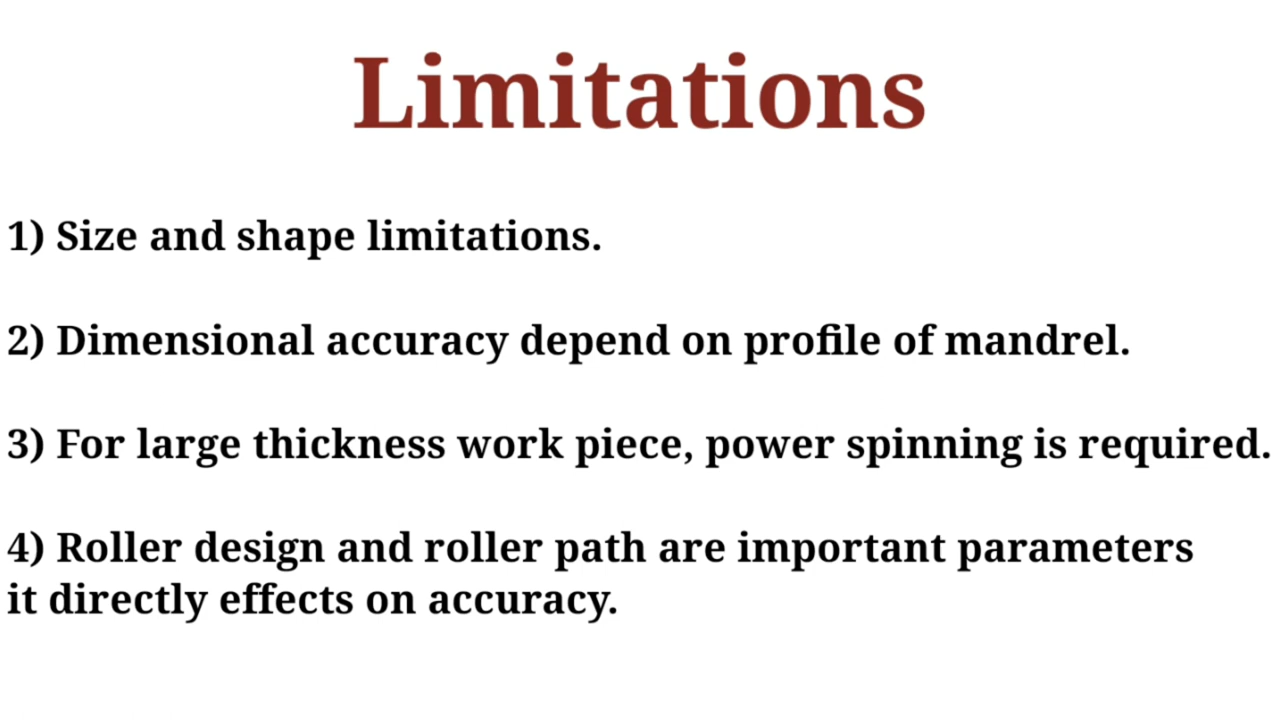 Limitations
1) Size and shape limitations.
2) Dimensional accuracy depend on profile of mandrel.
3) For large thickness work piece, power spinning is required.
4) Roller design and roller path are important parameters
it directly effects on accuracy.